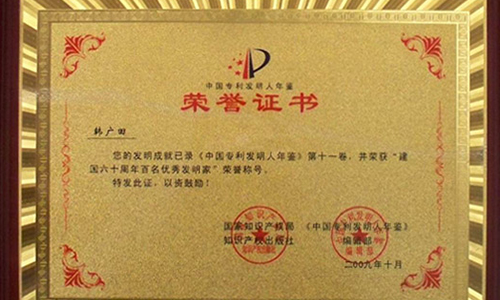 中国专利发明人年鉴
荣誉证书
韩广田
您的发明成就已录《中国专利发明人年鉴》第十一卷，并荣获“建
国六十周年百名优秀发明家”荣誉称号。
特发此证，以资鼓励！
国家知识产权局 《中国专利发明人年鉴》
知识产权出版社 编辑部
二00九年十月